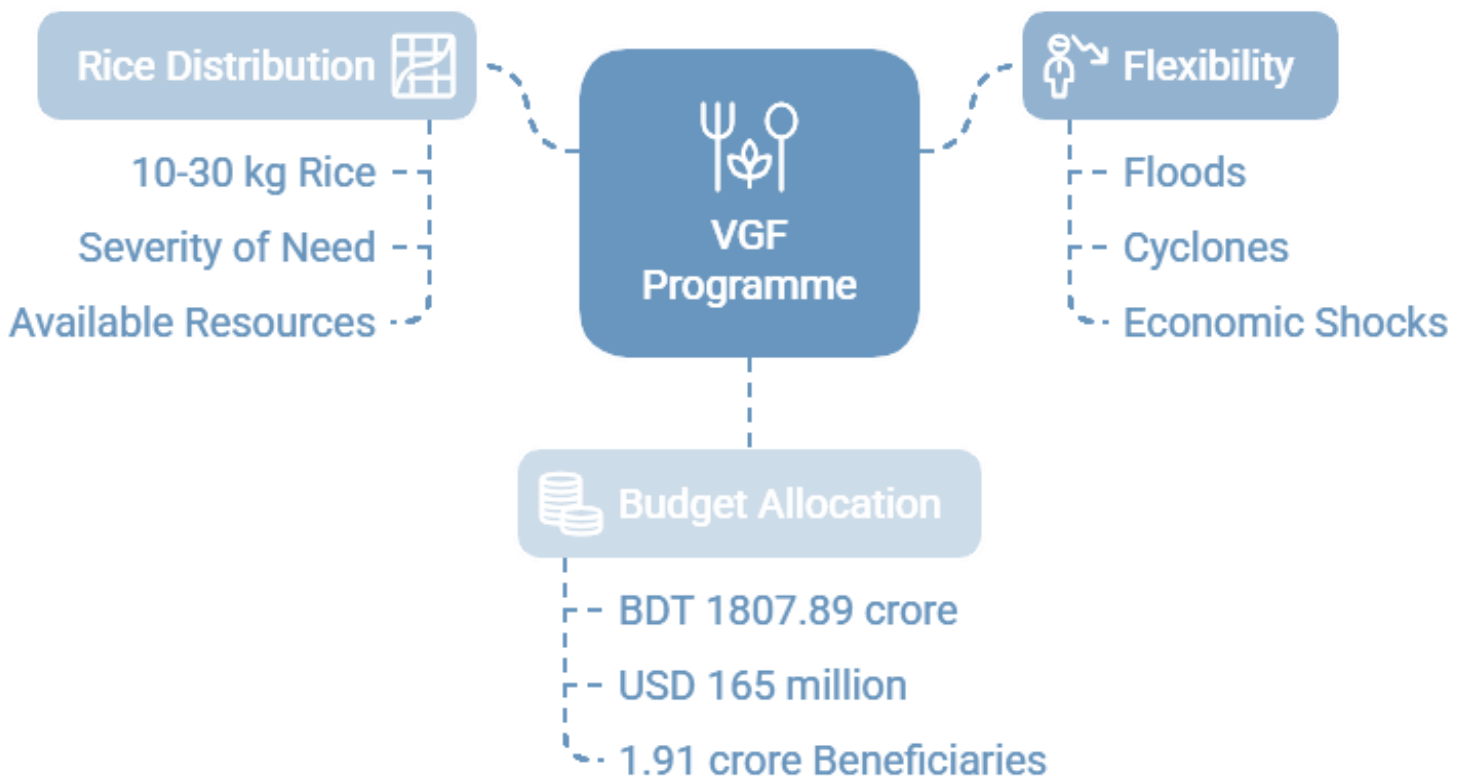 Rice Distribution
10-30 kg Rice
Severity of Need
Available Resources
VGF
Programme
Flexibility
Floods
Cyclones
Economic Shocks
Budget Allocation
BDT 1807.89 crore
USD 165 million
1.91 crore Beneficiaries